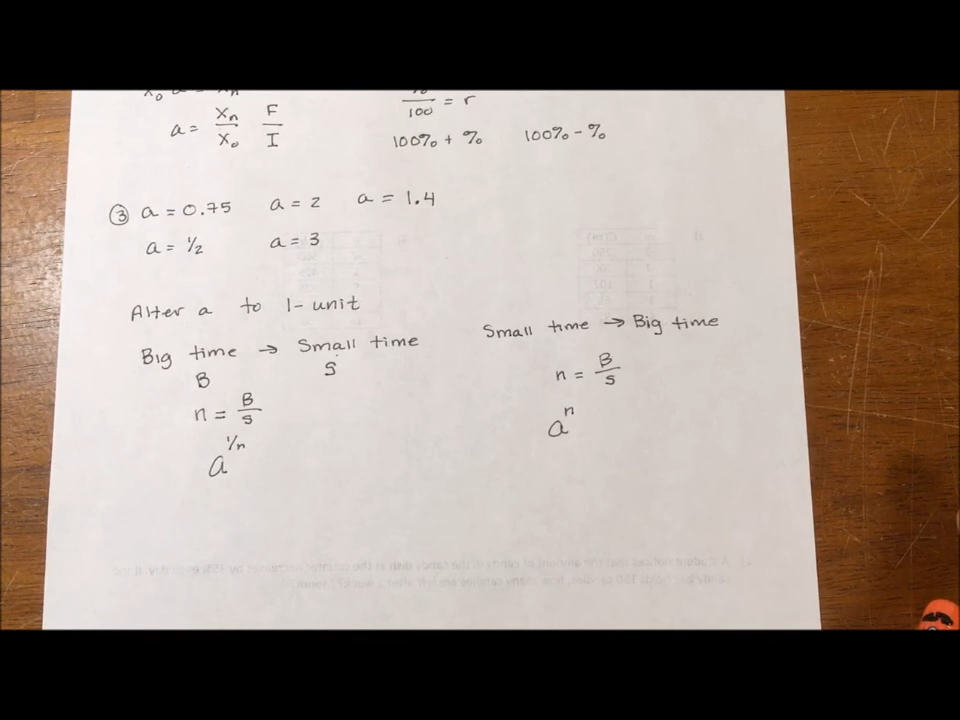 a = Xn/X₀ F/I
%/100 = r
100% + % 100% - %
③ a = 0.75 a = 2 a = 1.4
a = ½ a = 3
Alter a to 1-unit
Big time → Small time
B S
n = B/S
a^1/n
Small time → Big time
n = B/S
a^n